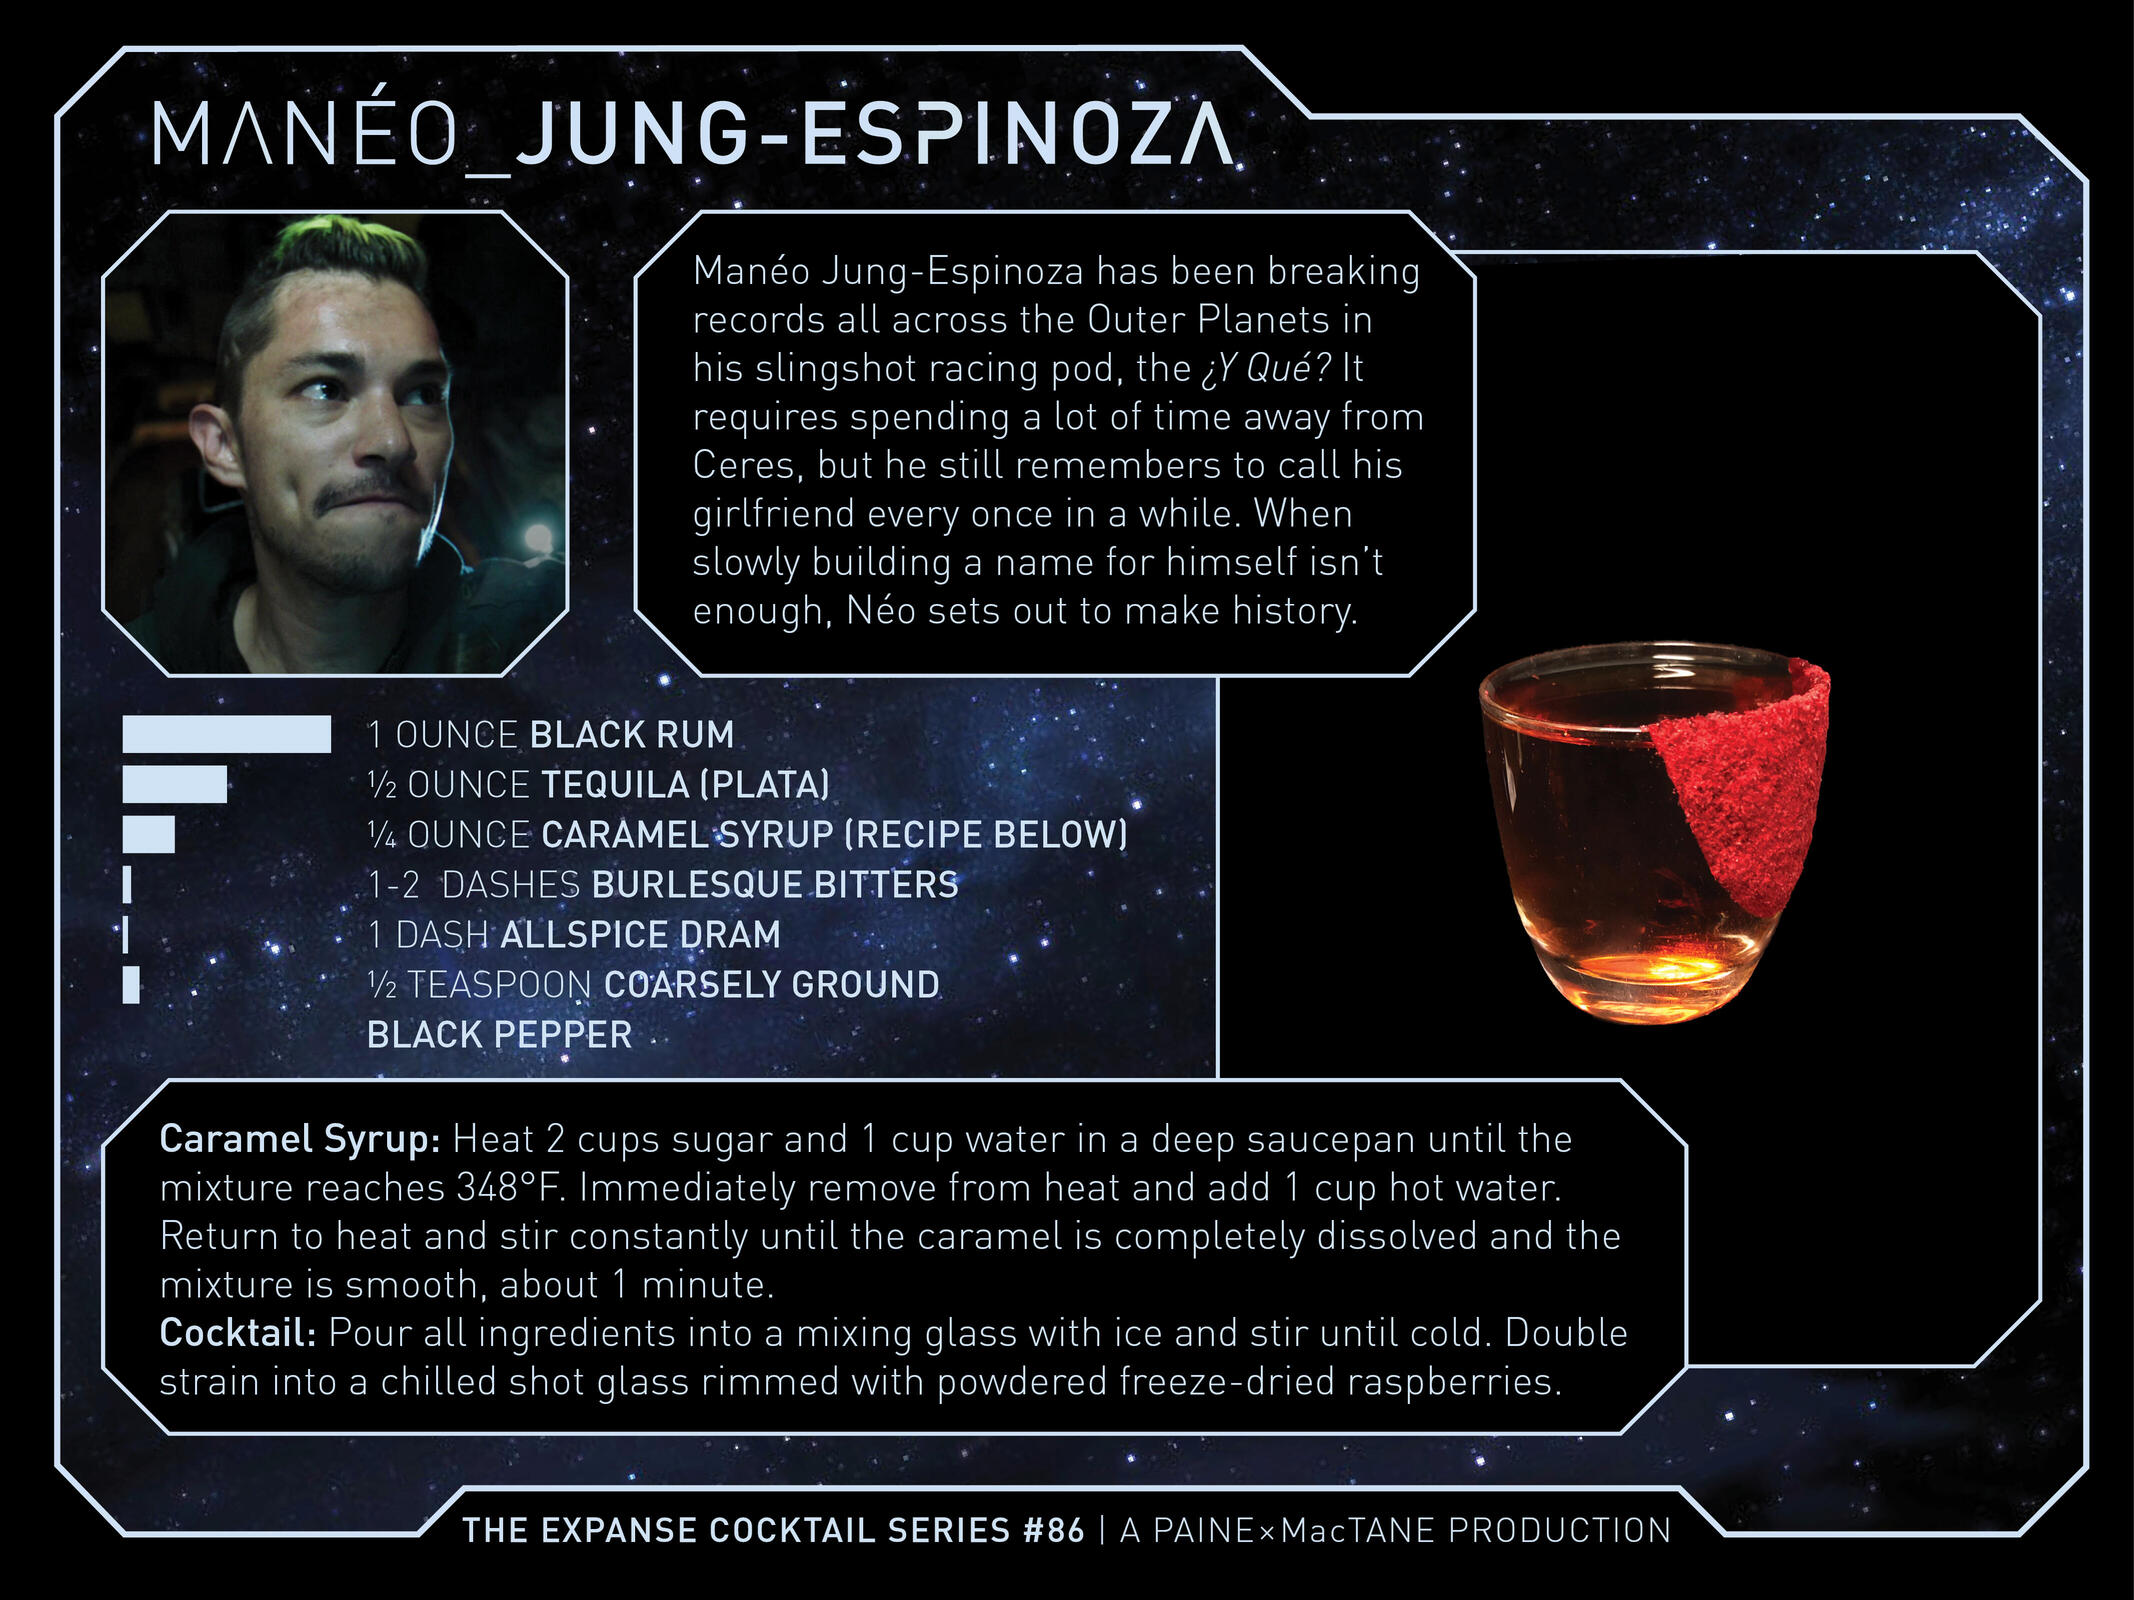 MANÉO_JUNG-ESPINOZA
Manéo Jung-Espinoza has been breaking
records all across the Outer Planets in
his slingshot racing pod, the ¿Y Qué? It
requires spending a lot of time away from
Ceres, but he still remembers to call his
girlfriend every once in a while. When
slowly building a name for himself isn't
enough, Néo sets out to make history.
1 OUNCE BLACK RUM
½ OUNCE TEQUILA (PLATA)
¼ OUNCE CARAMEL SYRUP (RECIPE BELOW)
1-2 DASHES BURLESQUE BITTERS
1 DASH ALLSPICE DRAM
½ TEASPOON COARSELY GROUND
BLACK PEPPER
Caramel Syrup: Heat 2 cups sugar and 1 cup water in a deep saucepan until the
mixture reaches 348°F. Immediately remove from heat and add 1 cup hot water.
Return to heat and stir constantly until the caramel is completely dissolved and the
mixture is smooth, about 1 minute.
Cocktail: Pour all ingredients into a mixing glass with ice and stir until cold. Double
strain into a chilled shot glass rimmed with powdered freeze-dried raspberries.
THE EXPANSE COCKTAIL SERIES #86 | A PAINE×MacTANE PRODUCTION